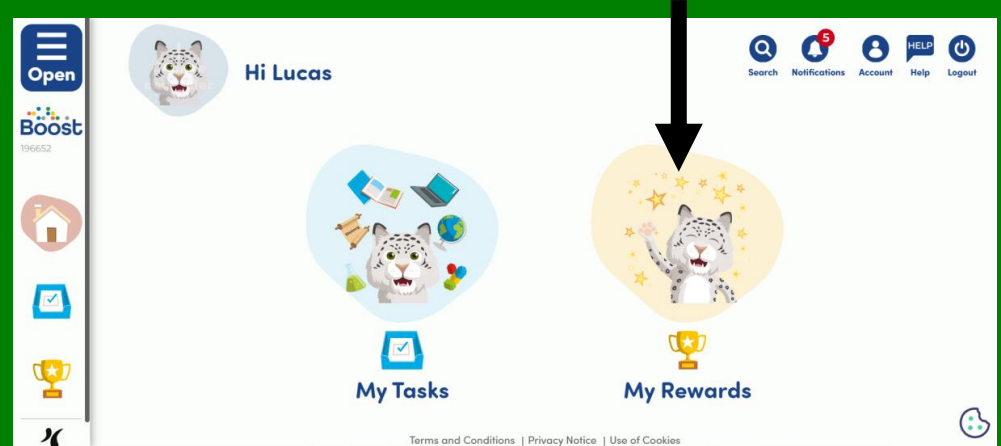 Open
Boost
196652
Hi Lucas
5
Search Notifications Account HELP Help Logout
My Tasks
My Rewards
Terms and Conditions | Privacy Notice | Use of Cookies